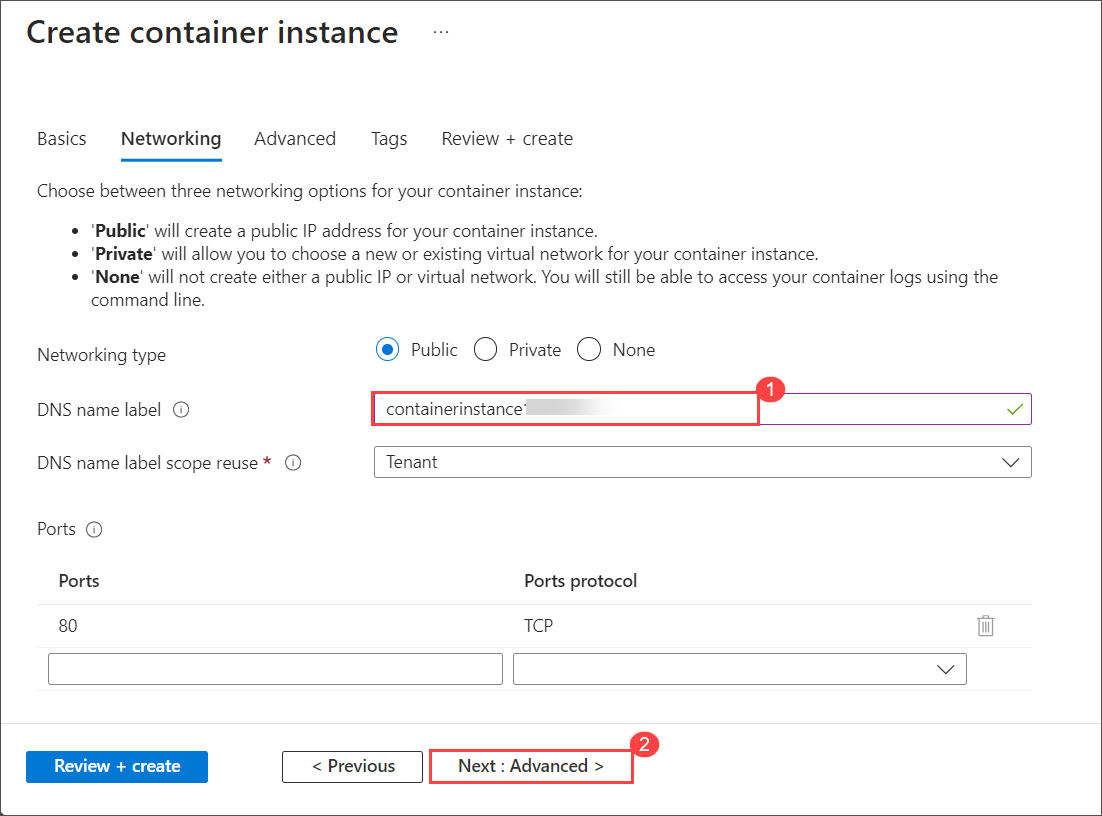 Create container instance ...
Basics Networking Advanced Tags Review + create
Choose between three networking options for your container instance:
• 'Public' will create a public IP address for your container instance.
• 'Private' will allow you to choose a new or existing virtual network for your container instance.
• 'None' will not create either a public IP or virtual network. You will still be able to access your container logs using the
command line.
Networking type Public Private None
1
DNS name label containerinstance
DNS name label scope reuse * Tenant
Ports
Ports Ports protocol
80 TCP
2
Review + create < Previous Next : Advanced >